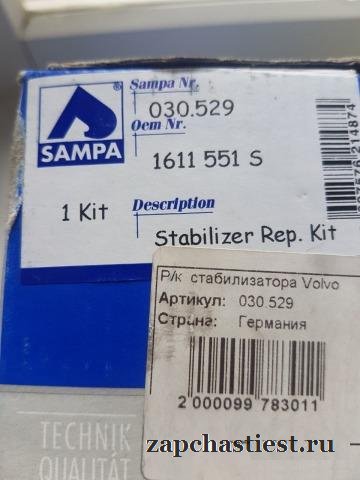 Sampa Nr.
030.529
Oem Nr.
SAMPA
1611 551 S
1 Kit
Description
Stabilizer Rep. Kit
Р/к стабилизатора Volvo
Артикул: 030.529
Страна: Германия
2 000099 783011
TECHNIK
QUALITÄT
zapchastiest.ru